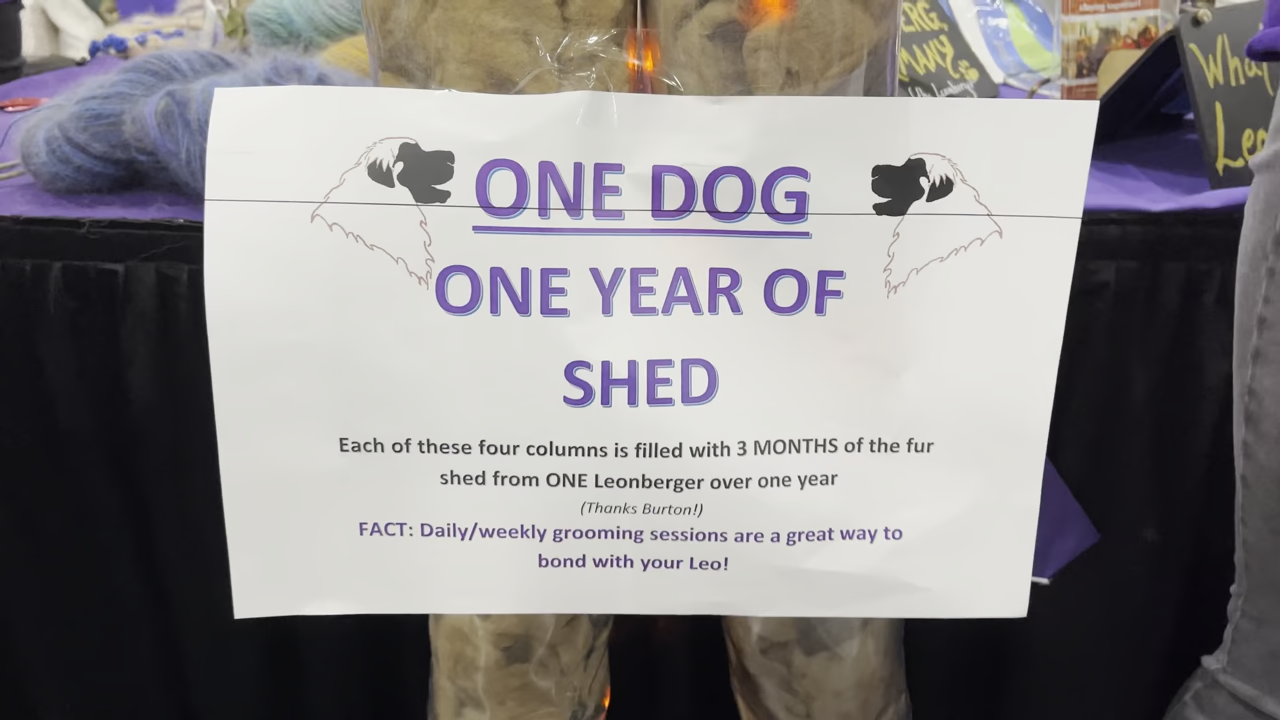 ONE DOG
ONE YEAR OF
SHED
Each of these four columns is filled with 3 MONTHS of the fur
shed from ONE Leonberger over one year
(Thanks Burton!)
FACT: Daily/weekly grooming sessions are a great way to
bond with your Leo!
staying together!